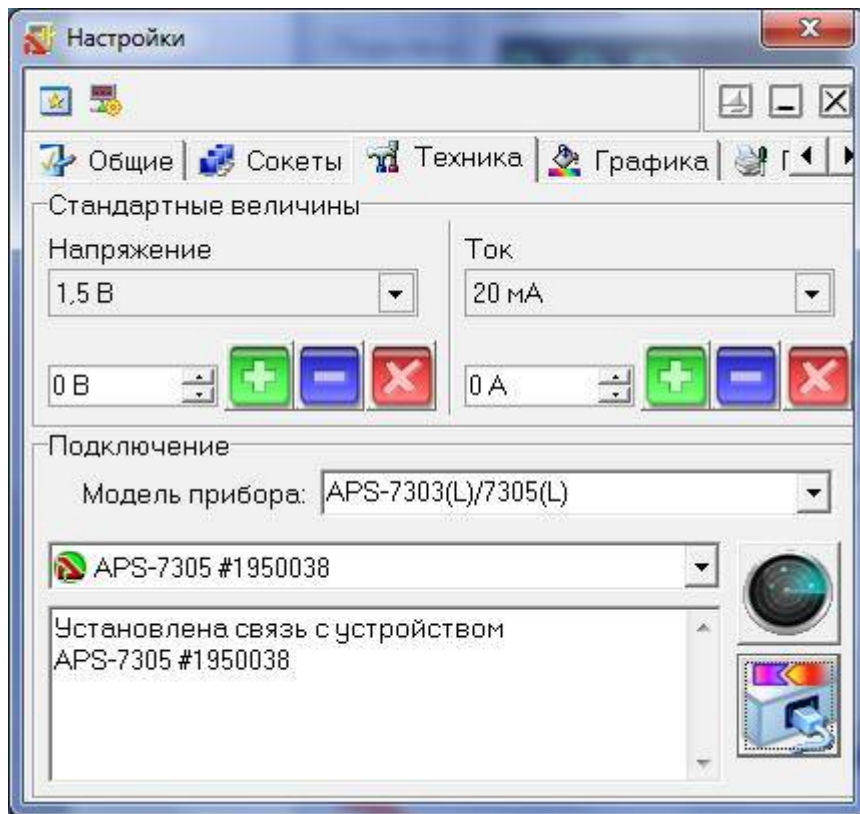 Настройки
Общие Сокеты Техника Графика
Стандартные величины
Напряжение Ток
1,5 В 20 мА
0 В 0 А
Подключение
Модель прибора: APS-7303(L)/7305(L)
APS-7305 #1950038
Установлена связь с устройством
APS-7305 #1950038